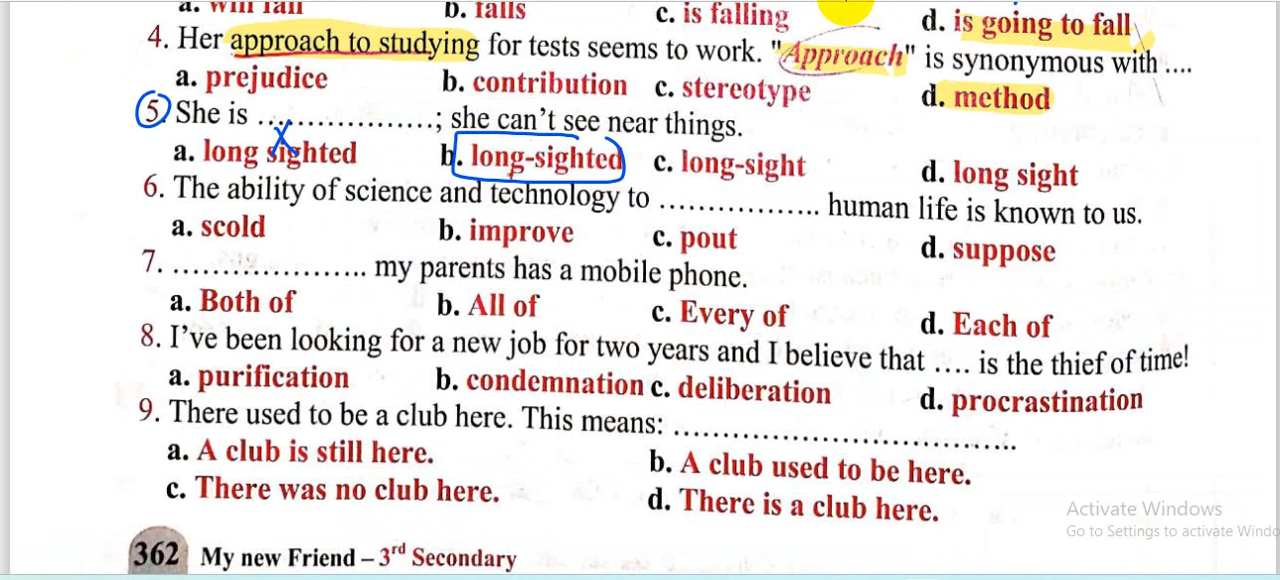 a. will fall b. falls c. is falling d. is going to fall
4. Her approach to studying for tests seems to work. "Approach" is synonymous with ....
a. prejudice b. contribution c. stereotype d. method
5. She is ..................; she can't see near things.
a. long sighted b. long-sighted c. long-sight d. long sight
6. The ability of science and technology to ................ human life is known to us.
a. scold b. improve c. pout d. suppose
7. .................... my parents has a mobile phone.
a. Both of b. All of c. Every of d. Each of
8. I've been looking for a new job for two years and I believe that .... is the thief of time!
a. purification b. condemnation c. deliberation d. procrastination
9. There used to be a club here. This means: ....................................
a. A club is still here. b. A club used to be here.
c. There was no club here. d. There is a club here.
Activate Windows
Go to Settings to activate Windo
362 My new Friend – 3rd Secondary